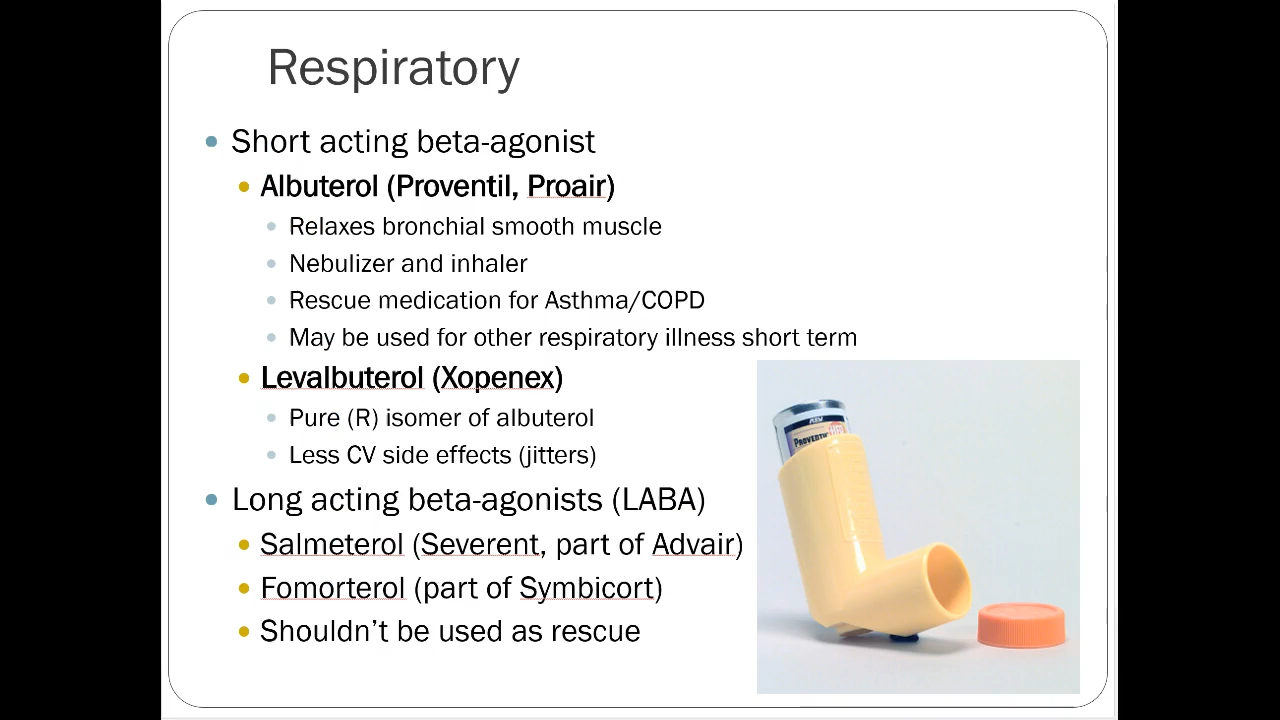 Respiratory
Short acting beta-agonist
Albuterol (Proventil, Proair)
Relaxes bronchial smooth muscle
Nebulizer and inhaler
Rescue medication for Asthma/COPD
May be used for other respiratory illness short term
Levalbuterol (Xopenex)
Pure (R) isomer of albuterol
Less CV side effects (jitters)
Long acting beta-agonists (LABA)
Salmeterol (Severent, part of Advair)
Fomorterol (part of Symbicort)
Shouldn’t be used as rescue